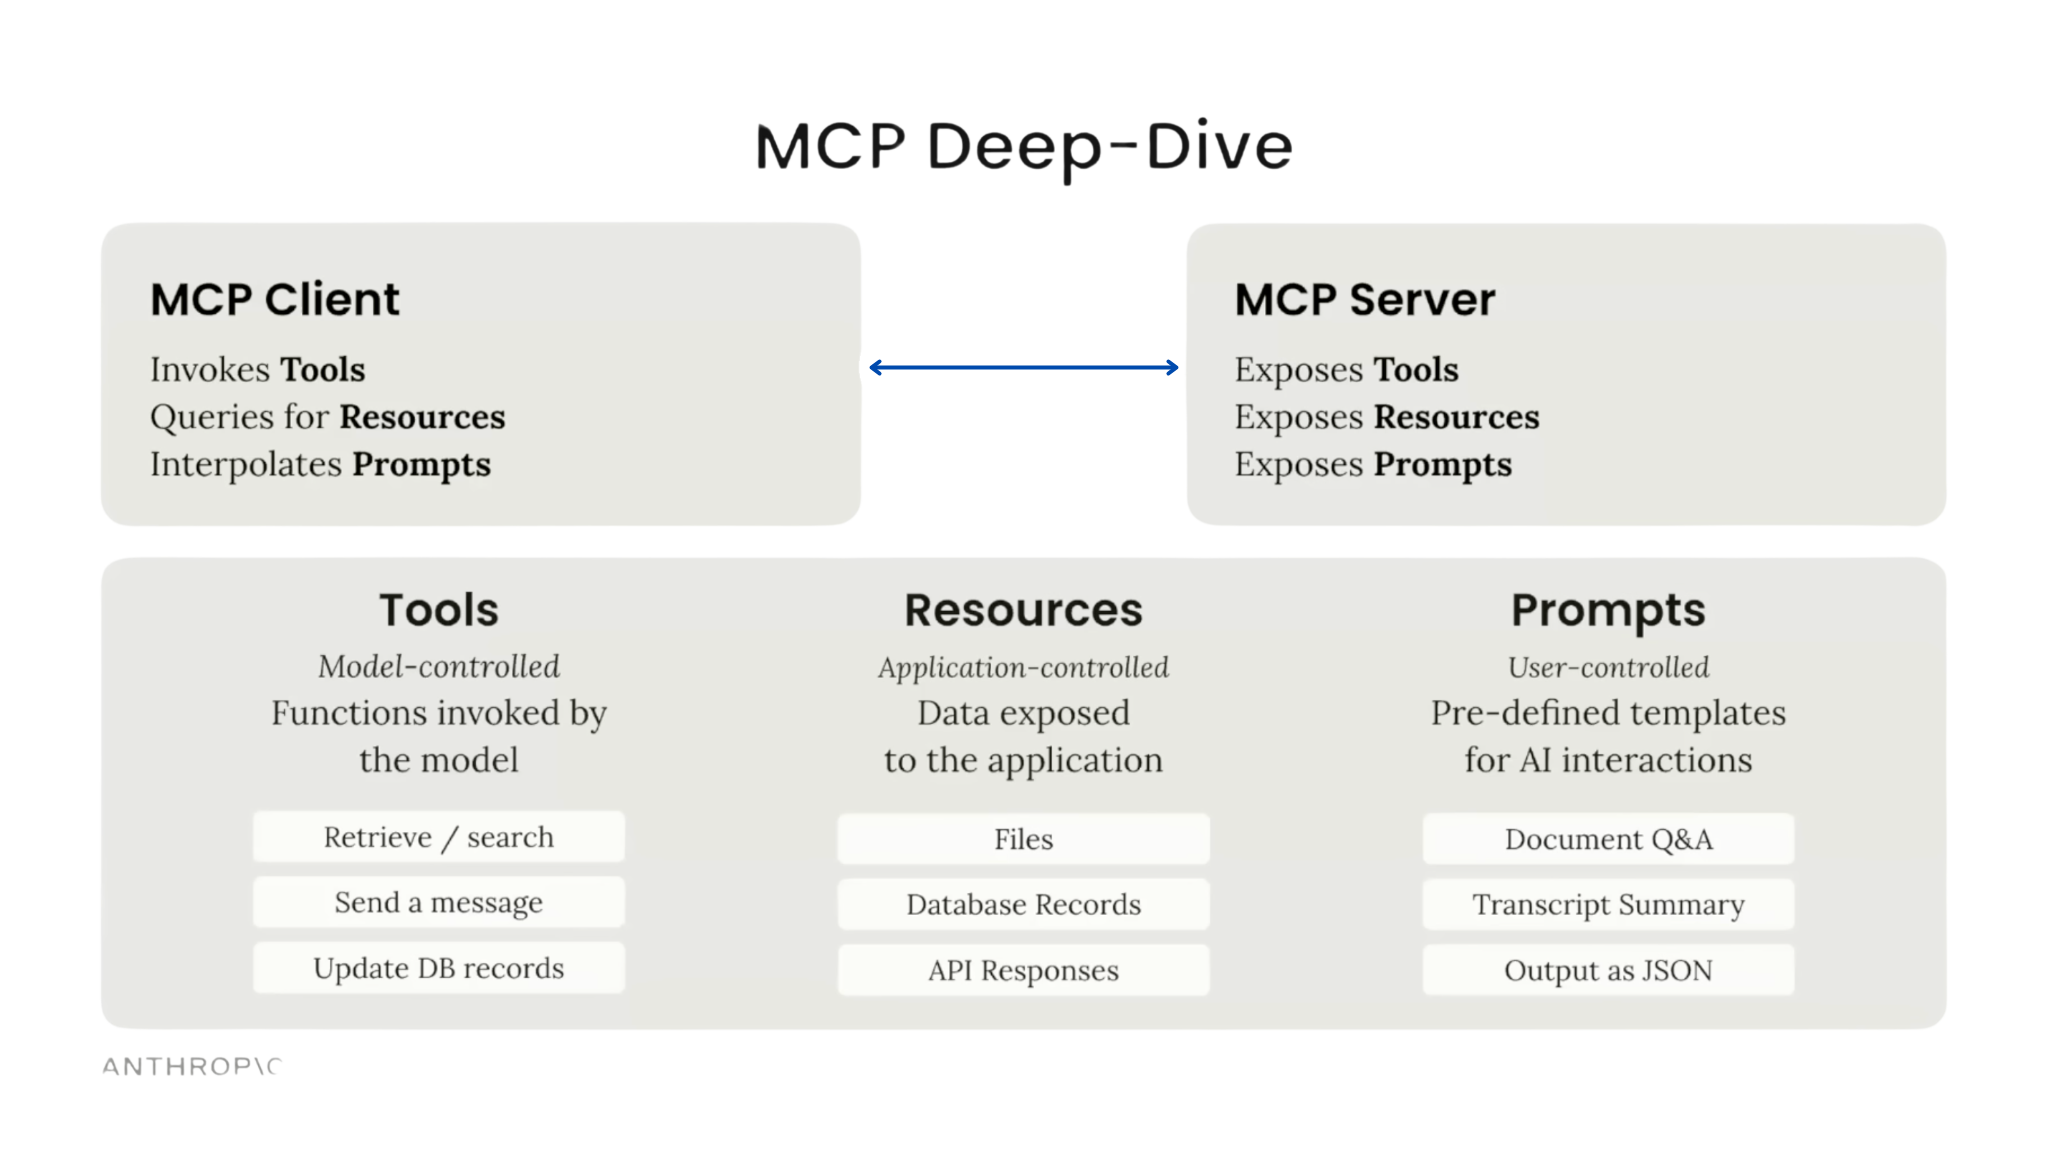 MCP Deep-Dive
MCP Client
Invokes Tools
Queries for Resources
Interpolates Prompts
MCP Server
Exposes Tools
Exposes Resources
Exposes Prompts
Tools
Model-controlled
Functions invoked by
the model
Retrieve / search
Send a message
Update DB records
Resources
Application-controlled
Data exposed
to the application
Files
Database Records
API Responses
Prompts
User-controlled
Pre-defined templates
for AI interactions
Document Q&A
Transcript Summary
Output as JSON
ANTHROP\C